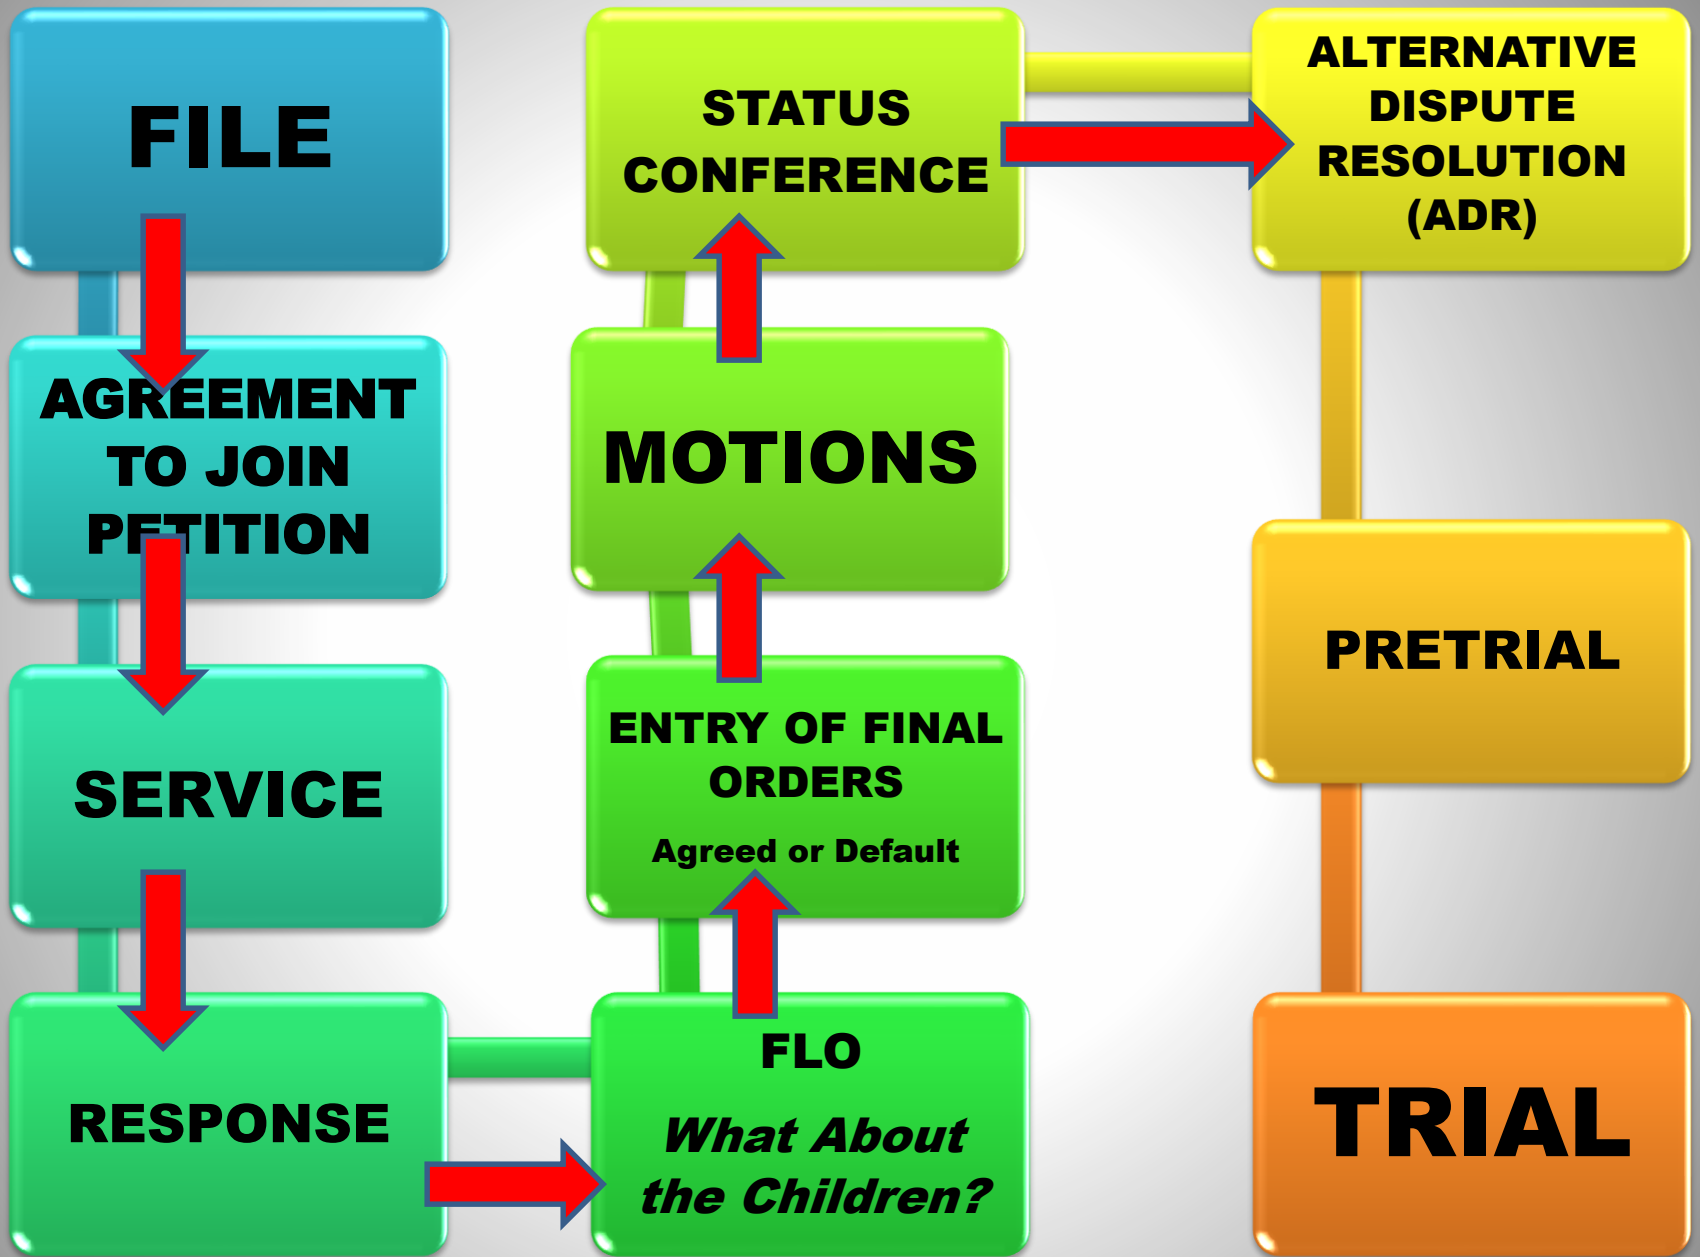 FILE
AGREEMENT
TO JOIN
PETITION
SERVICE
RESPONSE
FLO
What About
the Children?
ENTRY OF FINAL
ORDERS
Agreed or Default
MOTIONS
STATUS
CONFERENCE
ALTERNATIVE
DISPUTE
RESOLUTION
(ADR)
PRETRIAL
TRIAL